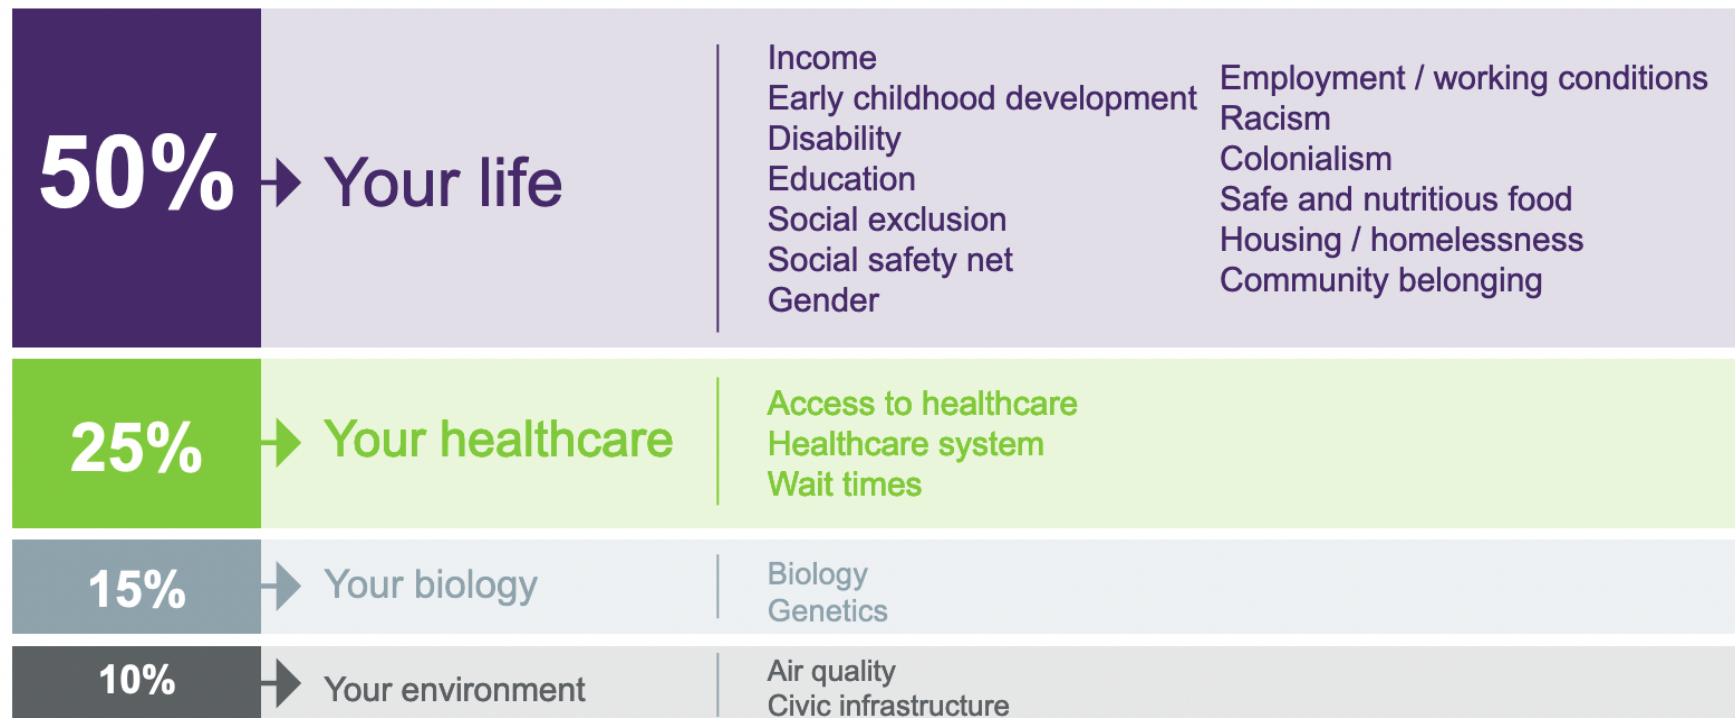 50%
Your life
Income
Early childhood development
Disability
Education
Social exclusion
Social safety net
Gender
Employment / working conditions
Racism
Colonialism
Safe and nutritious food
Housing / homelessness
Community belonging
25%
Your healthcare
Access to healthcare
Healthcare system
Wait times
15%
Your biology
Biology
Genetics
10%
Your environment
Air quality
Civic infrastructure